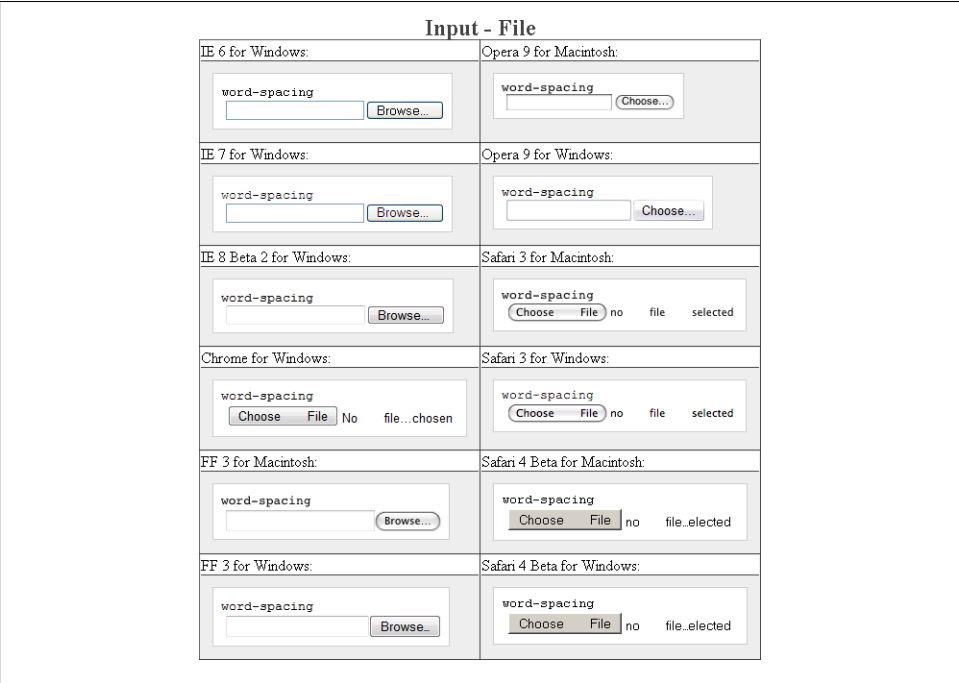 Input - File
IE 6 for Windows:
word-spacing
Browse...
Opera 9 for Macintosh:
word-spacing
Choose...
IE 7 for Windows:
word-spacing
Browse...
Opera 9 for Windows:
word-spacing
Choose...
IE 8 Beta 2 for Windows:
word-spacing
Browse...
Safari 3 for Macintosh:
word-spacing
Choose File no file selected
Chrome for Windows:
word-spacing
Choose File No file...chosen
Safari 3 for Windows:
word-spacing
Choose File no file selected
FF 3 for Macintosh:
word-spacing
Browse...
Safari 4 Beta for Macintosh:
word-spacing
Choose File no file...elected
FF 3 for Windows:
word-spacing
Browse...
Safari 4 Beta for Windows:
word-spacing
Choose File no file...elected